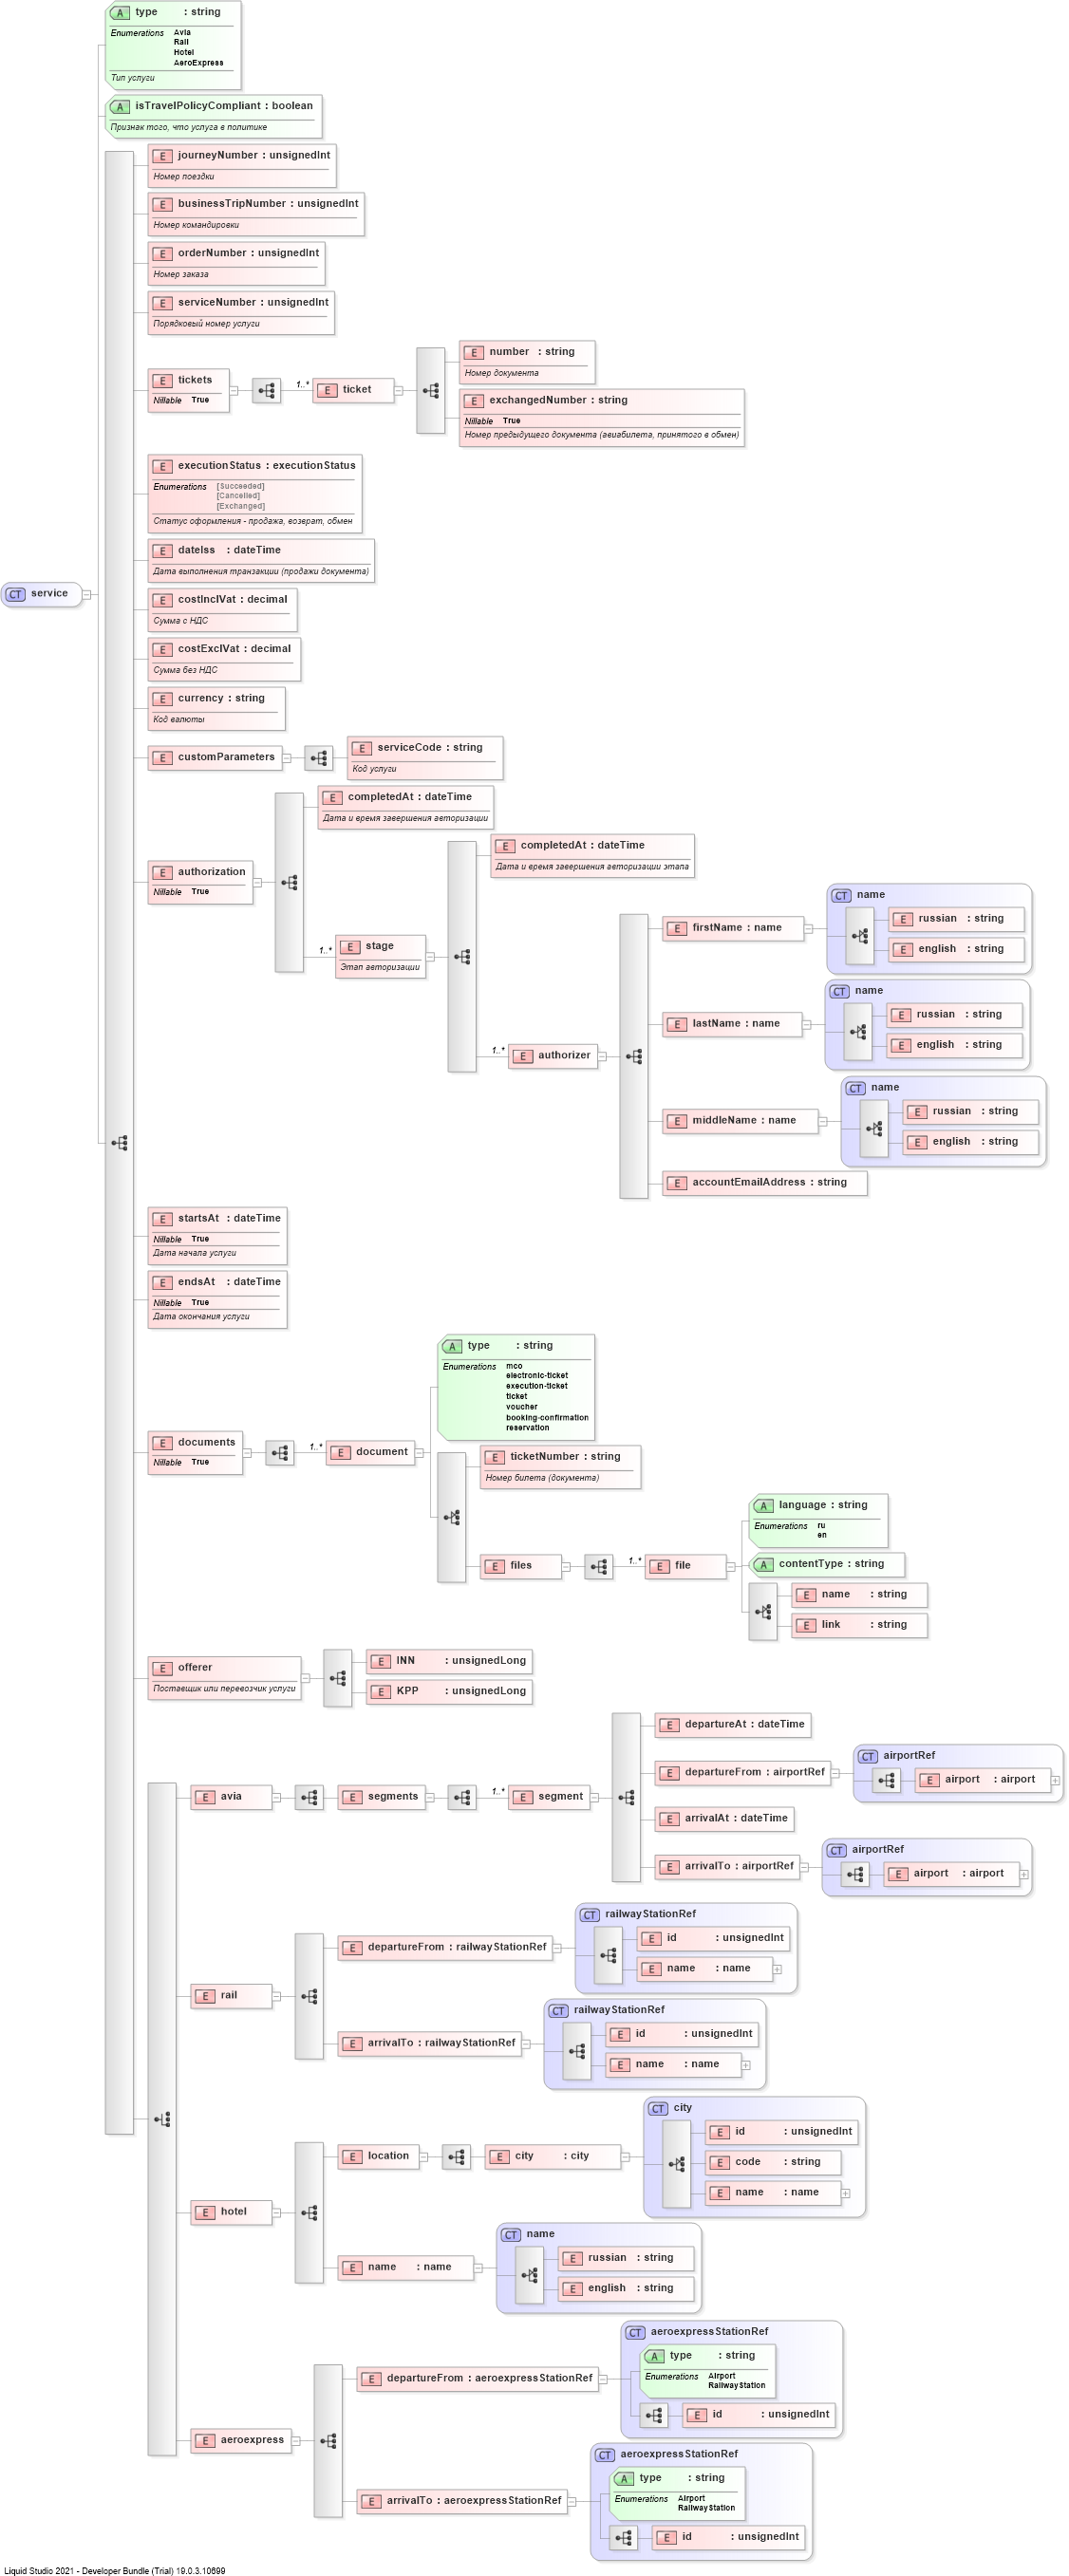 A type : string
Enumerations Avia
Rail
Hotel
AeroExpress
Тип услуги
A isTravelPolicyCompliant : boolean
Признак того, что услуга в политике
E journeyNumber : unsignedInt
Номер поездки
E businessTripNumber : unsignedInt
Номер командировки
E orderNumber : unsignedInt
Номер заказа
E serviceNumber : unsignedInt
Порядковый номер услуги
E number : string
Номер документа
E tickets
Nillable True
1..*
E ticket
E exchangedNumber : string
Nillable True
Номер предыдущего документа (авиабилета, принятого в обмен)
E executionStatus : executionStatus
Enumerations [Succeeded]
[Cancelled]
[Exchanged]
Статус оформления - продажа, возврат, обмен
E dateIss : dateTime
Дата выполнения транзакции (продажи документа)
CT service
E costInclVat : decimal
Сумма с НДС
E costExclVat : decimal
Сумма без НДС
E currency : string
Код валюты
E customParameters
E serviceCode : string
Код услуги
E completedAt : dateTime
Дата и время завершения авторизации
E completedAt : dateTime
Дата и время завершения авторизации этапа
E authorization
Nillable True
1..*
E stage
Этап авторизации
CT name
E russian : string
E english : string
E firstName : name
CT name
E russian : string
E english : string
E lastName : name
1..*
E authorizer
CT name
E russian : string
E english : string
E middleName : name
E accountEmailAddress : string
E startsAt : dateTime
Nillable True
Дата начала услуги
E endsAt : dateTime
Nillable True
Дата окончания услуги
A type : string
Enumerations mco
electronic-ticket
execution-ticket
ticket
voucher
booking-confirmation
reservation
E documents
Nillable True
1..*
E document
E ticketNumber : string
Номер билета (документа)
A language : string
Enumerations ru
en
E files
1..*
E file
A contentType : string
E name : string
E link : string
E offerer
Поставщик или перевозчик услуги
E INN : unsignedLong
E KPP : unsignedLong
E departureAt : dateTime
CT airportRef
E departureFrom : airportRef
E airport : airport
E avia
E segments
1..*
E segment
E arrivalAt : dateTime
CT airportRef
E arrivalTo : airportRef
E airport : airport
CT railwayStationRef
E id : unsignedInt
E departureFrom : railwayStationRef
E name : name
E rail
CT railwayStationRef
E id : unsignedInt
E arrivalTo : railwayStationRef
E name : name
CT city
E id : unsignedInt
E location
E city : city
E code : string
E name : name
E hotel
CT name
E russian : string
E name : name
E english : string
CT aeroexpressStationRef
A type : string
Enumerations Airport
RailwayStation
E departureFrom : aeroexpressStationRef
E id : unsignedInt
E aeroexpress
CT aeroexpressStationRef
A type : string
Enumerations Airport
RailwayStation
E arrivalTo : aeroexpressStationRef
E id : unsignedInt
Liquid Studio 2021 - Developer Bundle (Trial) 19.0.3.10699